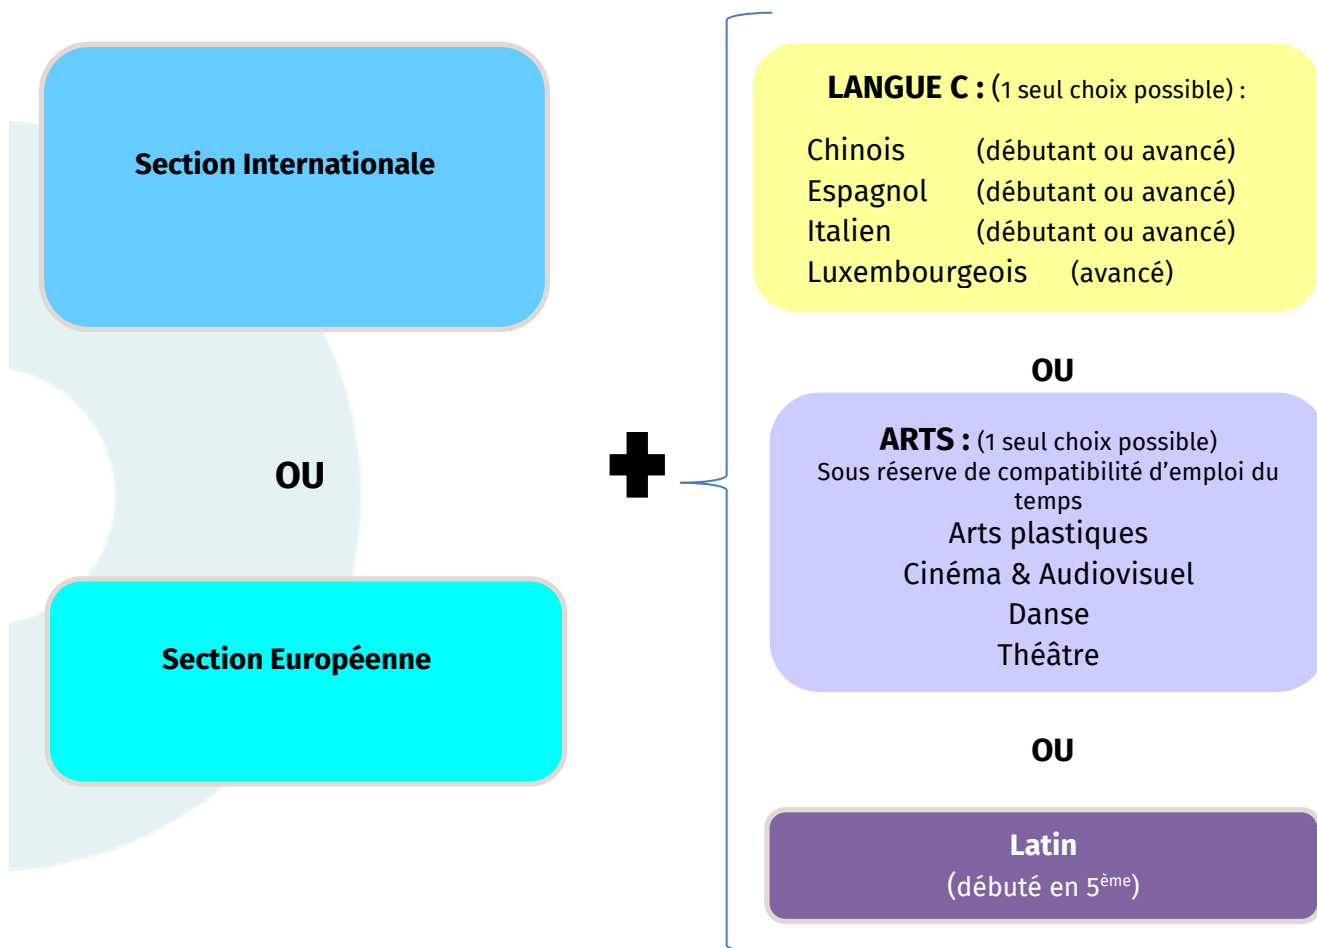 Section Internationale
OU
Section Européenne
LANGUE C : (1 seul choix possible) :
Chinois (débutant ou avancé)
Espagnol (débutant ou avancé)
Italien (débutant ou avancé)
Luxembourgeois (avancé)
OU
ARTS : (1 seul choix possible)
Sous réserve de compatibilité d’emploi du
temps
Arts plastiques
Cinéma & Audiovisuel
Danse
Théâtre
OU
Latin
(débuté en 5ème)